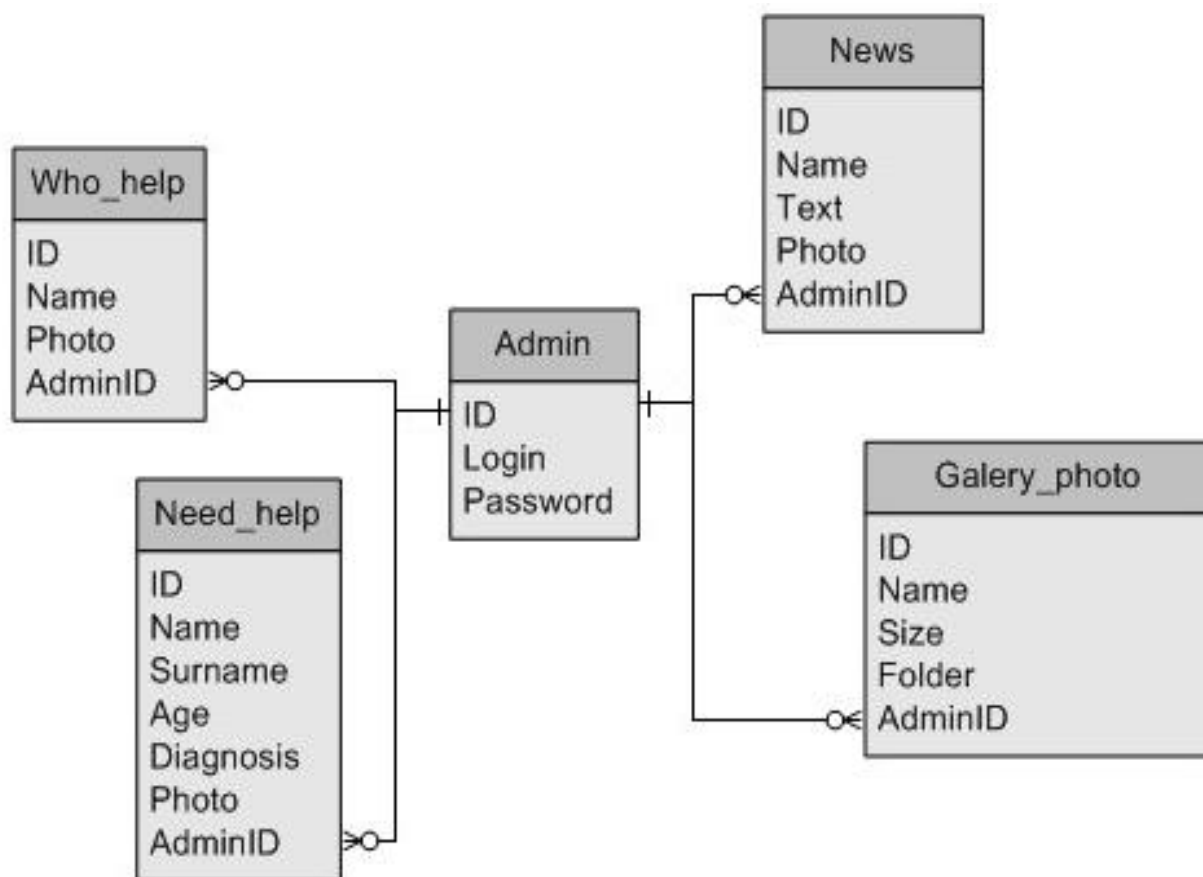 News
ID
Name
Text
Photo
AdminID
Who_help
ID
Name
Photo
AdminID
Admin
ID
Login
Password
Need_help
ID
Name
Surname
Age
Diagnosis
Photo
AdminID
Galery_photo
ID
Name
Size
Folder
AdminID